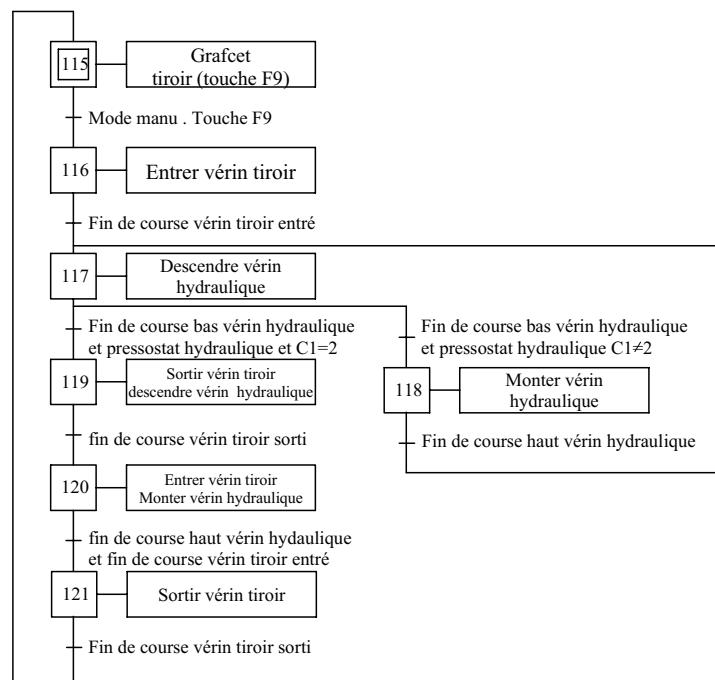 115
Grafcet
tiroir (touche F9)
Mode manu . Touche F9
116
Entrer vérin tiroir
Fin de course vérin tiroir entré
117
Descendre vérin
hydraulique
Fin de course bas vérin hydraulique
et pressostat hydraulique et C1=2
Fin de course bas vérin hydraulique
et pressostat hydraulique C1≠2
119
Sortir vérin tiroir
descendre vérin hydraulique
118
Monter vérin
hydraulique
fin de course vérin tiroir sorti
Fin de course haut vérin hydraulique
120
Entrer vérin tiroir
Monter vérin hydraulique
fin de course haut vérin hydaulique
et fin de course vérin tiroir entré
121
Sortir vérin tiroir
Fin de course vérin tiroir sorti